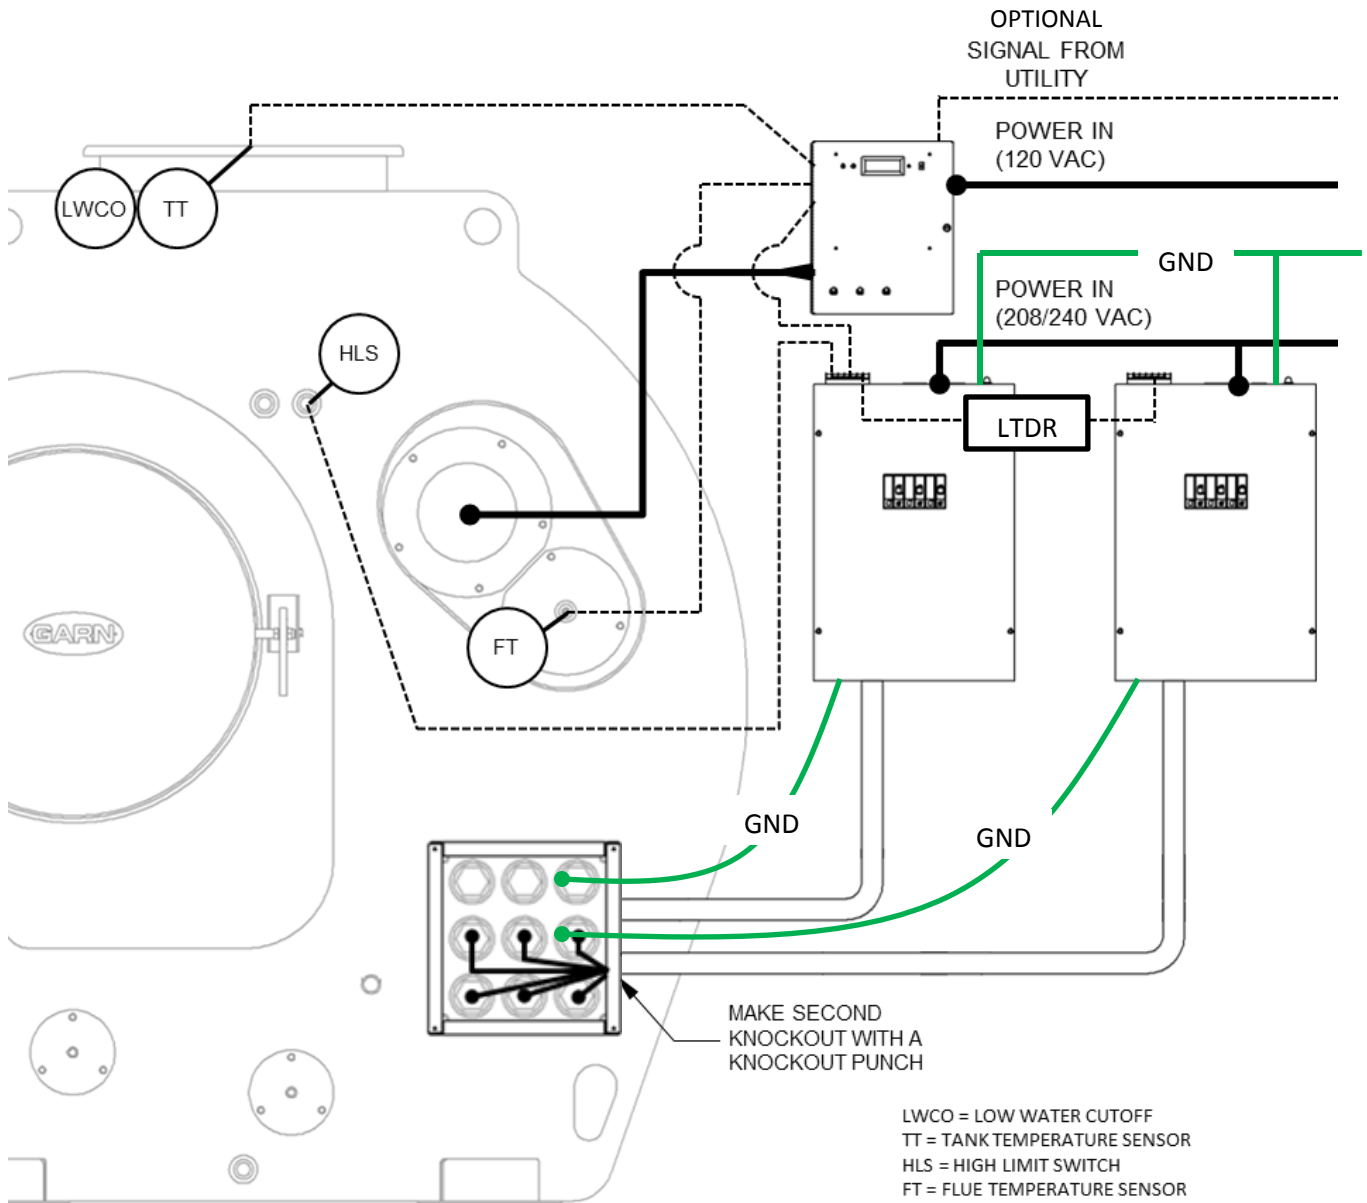 OPTIONAL
SIGNAL FROM
UTILITY
POWER IN
(120 VAC)
LWCO
TT
GND
POWER IN
(208/240 VAC)
HLS
LTDR
GARN
FT
GND
GND
MAKE SECOND
KNOCKOUT WITH A
KNOCKOUT PUNCH
LWCO = LOW WATER CUTOFF
TT = TANK TEMPERATURE SENSOR
HLS = HIGH LIMIT SWITCH
FT = FLUE TEMPERATURE SENSOR